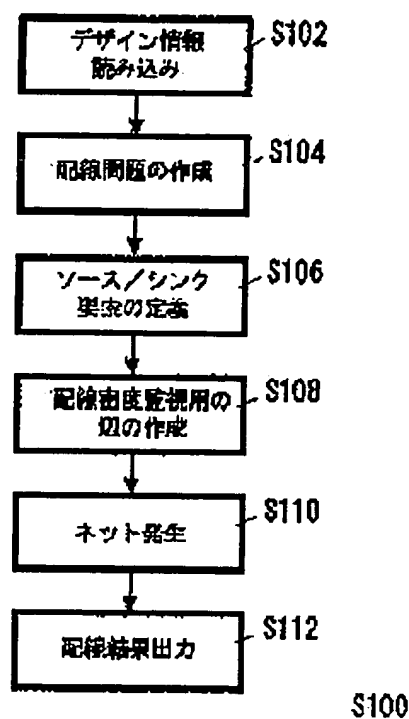 デザイン情報
読み込み
S102
配線問題の作成
S104
ソース／シンク
要求の定義
S106
配線密度監視用の
辺の作成
S108
ネット発生
S110
配線結果出力
S112
S100